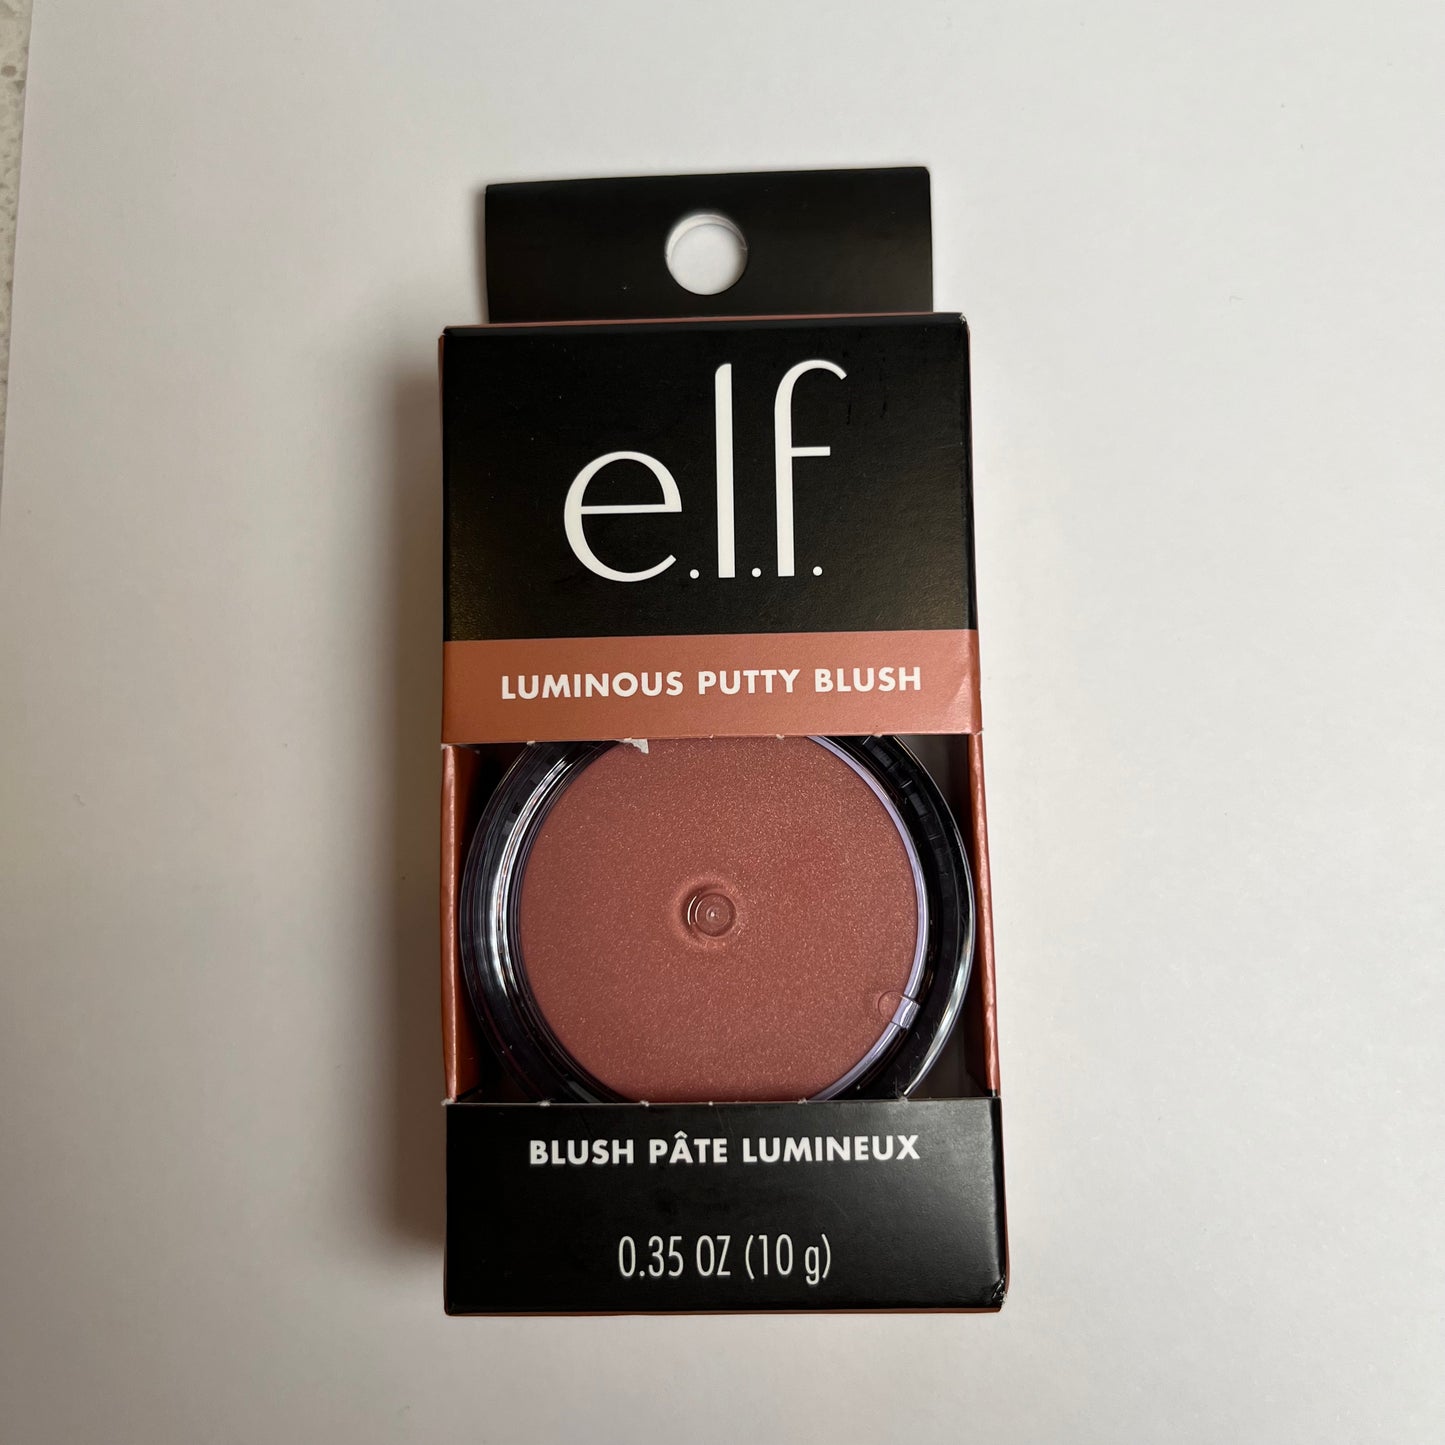 e.l.f.
LUMINOUS PUTTY BLUSH
BLUSH PÂTE LUMINEUX
0.35 OZ (10 g)